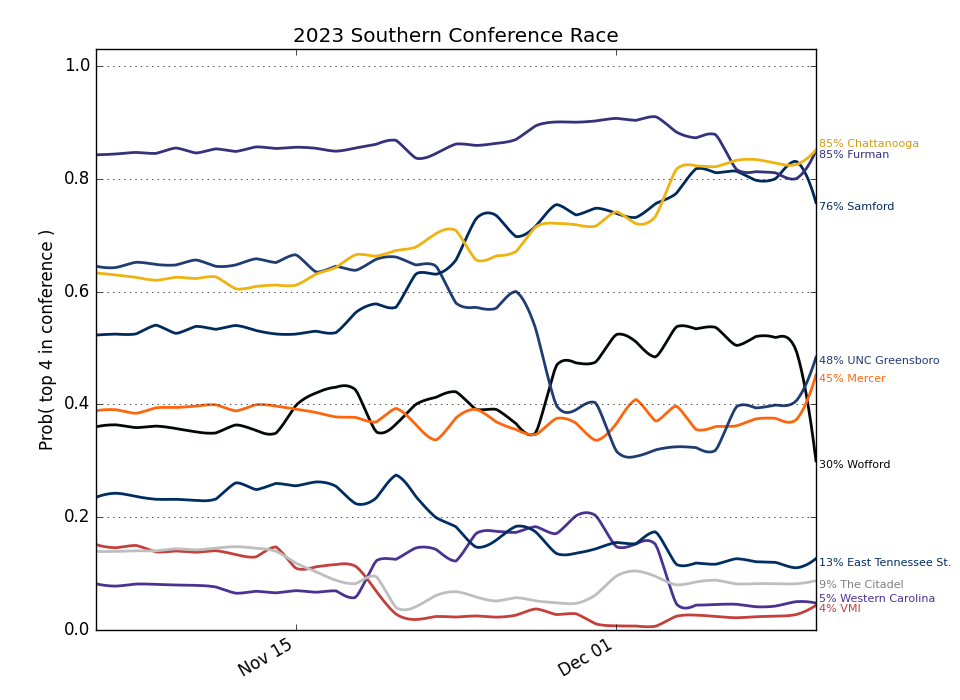 2023 Southern Conference Race
1.0
0.8
0.6
0.4
0.2
0.0
Prob( top 4 in conference )
Nov 15
Dec 01
85% Chattanooga
85% Furman
76% Samford
48% UNC Greensboro
45% Mercer
30% Wofford
13% East Tennessee St.
9% The Citadel
5% Western Carolina
4% VMI